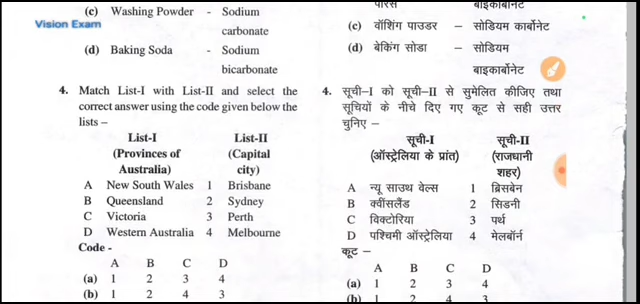 (c) Washing Powder - Sodium
Vision Exam
carbonate
(d) Baking Soda - Sodium
bicarbonate
4. Match List-I with List-II and select the
correct answer using the code given below the
lists –
List-I List-II
(Provinces of (Capital
Australia) city)
A New South Wales 1 Brisbane
B Queensland 2 Sydney
C Victoria 3 Perth
D Western Australia 4 Melbourne
Code -
A B C D
(a) 1 2 3 4
(b) 1 2 4 3
पेरिस बाइकार्बोनेट
(c) वॉशिंग पाउडर – सोडियम कार्बोनेट
(d) बेकिंग सोडा – सोडियम
बाइकार्बोनेट
4. सूची-I को सूची-II से सुमेलित कीजिए तथा
सूचियों के नीचे दिए गए कूट से सही उत्तर
चुनिए –
सूची-I सूची-II
(ऑस्ट्रेलिया के प्रांत) (राजधानी
शहर)
A न्यू साउथ वेल्स 1 ब्रिसबेन
B क्वींसलैंड 2 सिडनी
C विक्टोरिया 3 पर्थ
D पश्चिमी ऑस्ट्रेलिया 4 मेलबॉर्न
कूट –
A B C D
(a) 1 2 3 4
(b) 1 2 4 3